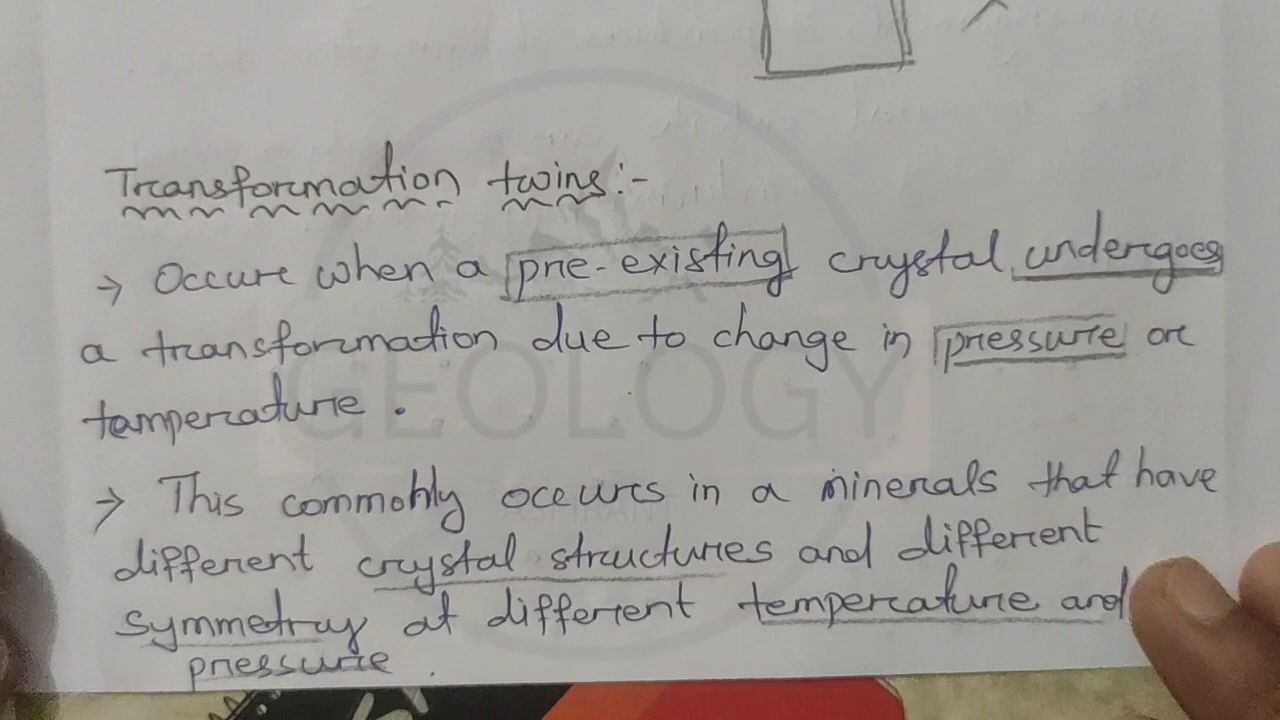 Transformation twins:-
→ Occure when a pre-existing crystal undergoes
a transformation due to change in pressure or
temperature.
→ This commonly occurs in a minerals that have
different crystal structures and different
symmetry at different temperature and
pressure.
GEOLOGY